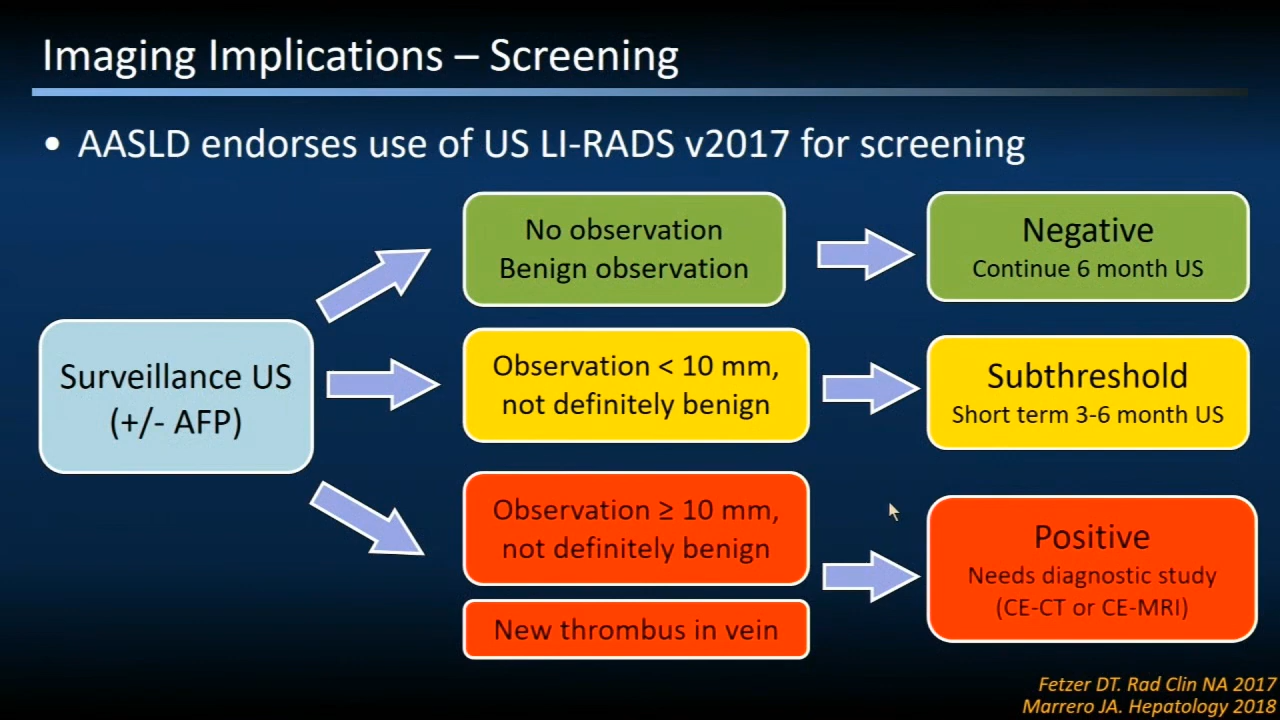 Imaging Implications – Screening
• AASLD endorses use of US LI-RADS v2017 for screening
Surveillance US
(+/- AFP)
No observation
Benign observation
Negative
Continue 6 month US
Observation < 10 mm,
not definitely benign
Subthreshold
Short term 3-6 month US
Observation ≥ 10 mm,
not definitely benign
New thrombus in vein
Positive
Needs diagnostic study
(CE-CT or CE-MRI)
Fetzer DT. Rad Clin NA 2017
Marrero JA. Hepatology 2018